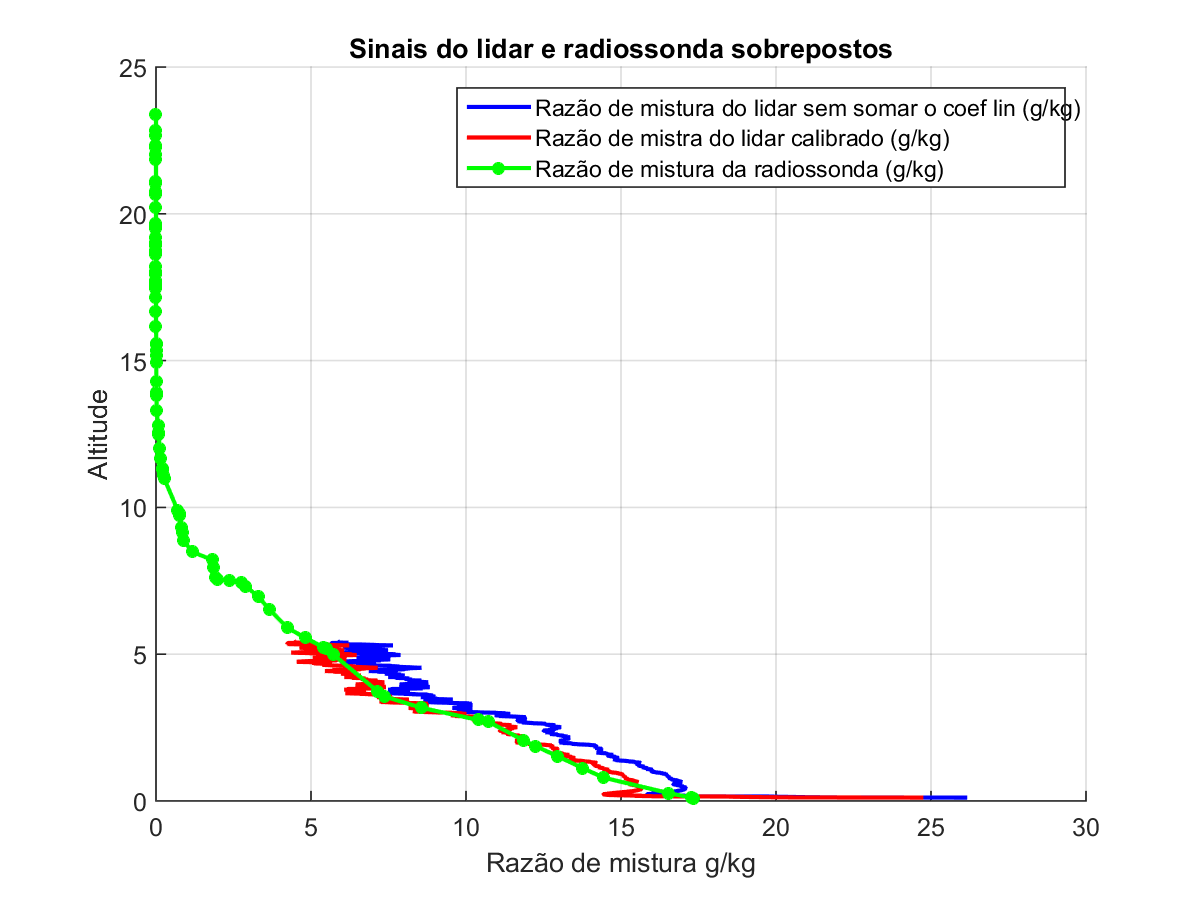 Sinais do lidar e radiossonda sobrepostos
25
Razão de mistura do lidar sem somar o coef lin (g/kg)
Razão de mistra do lidar calibrado (g/kg)
Razão de mistura da radiossonda (g/kg)
20
15
Altitude
10
5
0
0 5 10 15 20 25 30
Razão de mistura g/kg